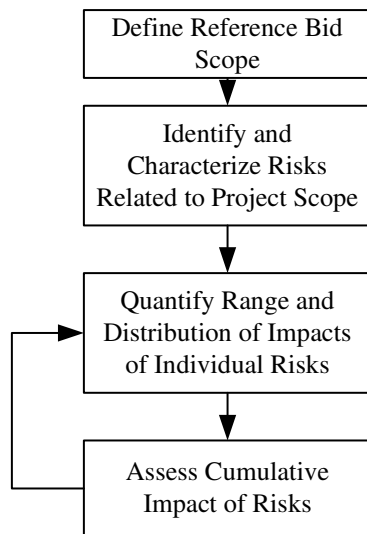 Define Reference Bid
Scope
Identify and
Characterize Risks
Related to Project Scope
Quantify Range and
Distribution of Impacts
of Individual Risks
Assess Cumulative
Impact of Risks